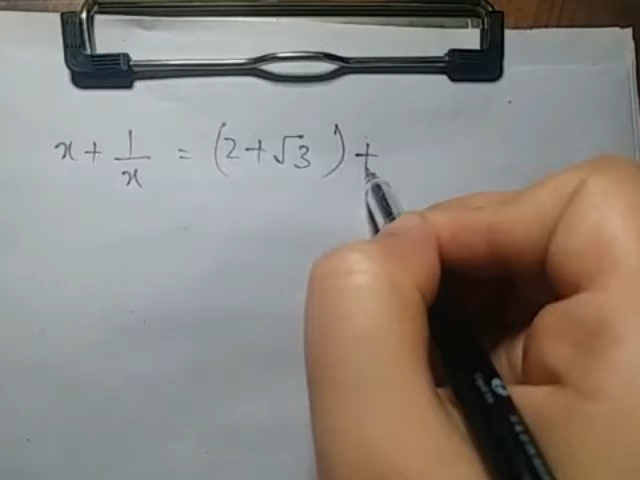 x + 1/x = (2+√3) +